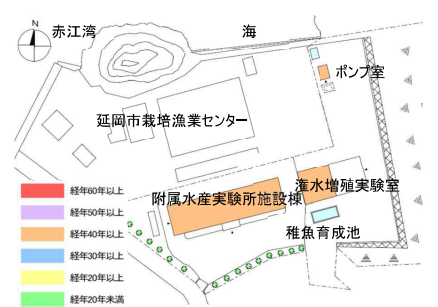 N
赤江湾
海
ポンプ室
延岡市栽培漁業センター
潅水増殖実験室
附属水産実験所施設棟
稚魚育成池
経年60年以上
経年50年以上
経年40年以上
経年30年以上
経年20年以上
経年20年未満